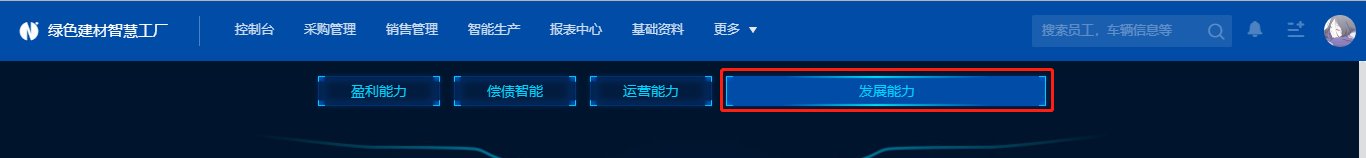 绿色建材智慧工厂 控制台 采购管理 销售管理 智能生产 报表中心 基础资料 更多 搜索员工，车辆信息等
盈利能力 偿债智能 运营能力 发展能力